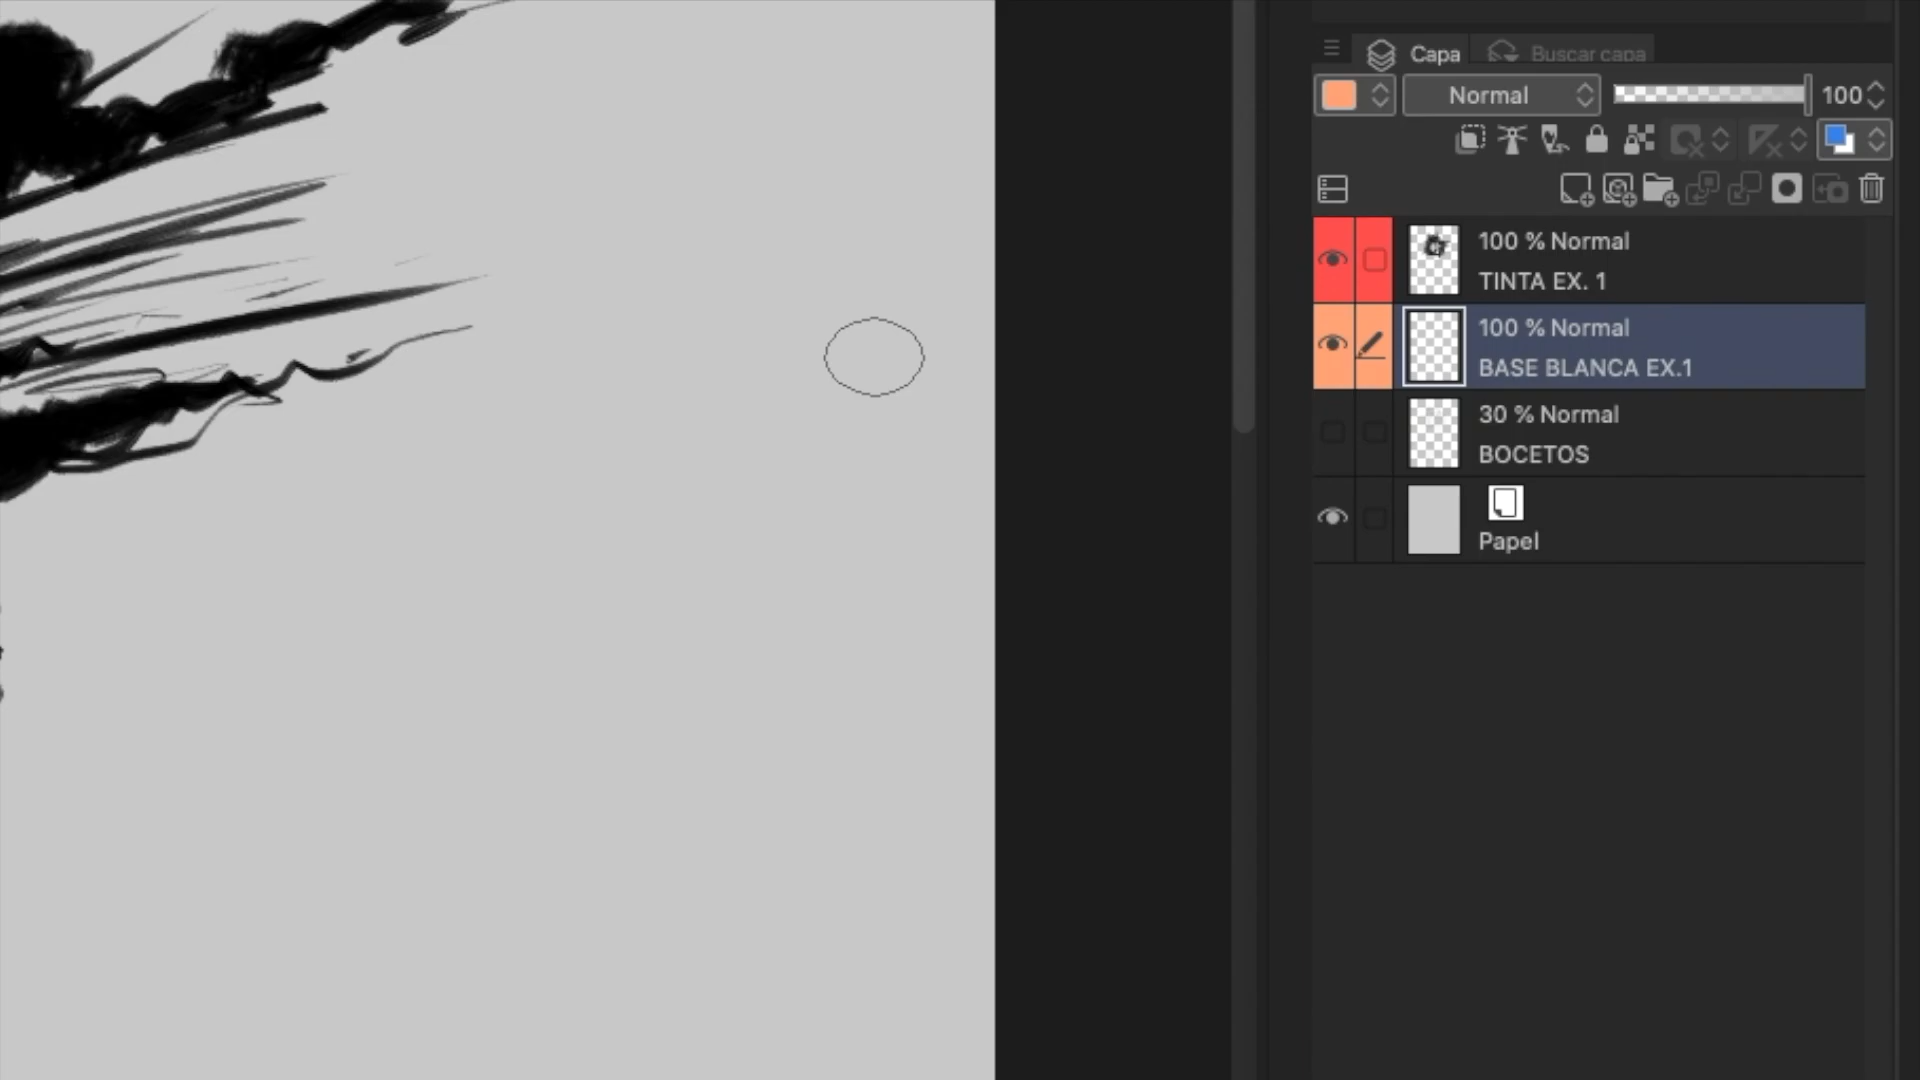 Capa
Buscar capa
Normal
100
100 % Normal
TINTA EX. 1
100 % Normal
BASE BLANCA EX.1
30 % Normal
BOCETOS
Papel